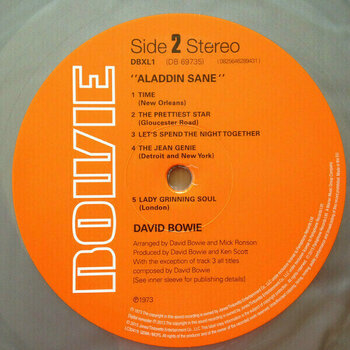 BOWIE
Side 2 Stereo
DBXL1 (DB 69735) (0825646289431)
"ALADDIN SANE"
1 TIME
(New Orleans)
2 THE PRETTIEST STAR
(Gloucester Road)
3 LET'S SPEND THE NIGHT TOGETHER
4 THE JEAN GENIE
(Detroit and New York)
5 LADY GRINNING SOUL
(London)
DAVID BOWIE
Arranged by David Bowie and Mick Ronson
Produced by David Bowie and Ken Scott
With the exception of track 3 all titles
composed by David Bowie
(See inner sleeve for publishing details)
℗1973